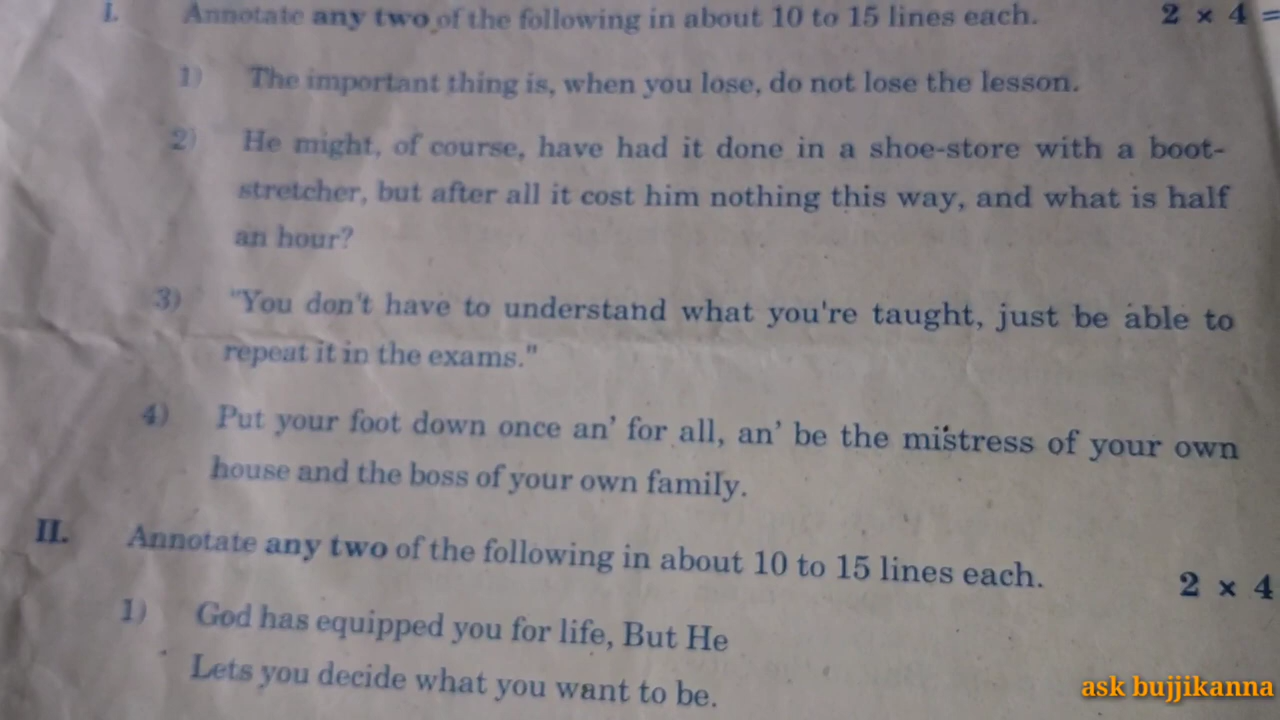 I. Annotate any two of the following in about 10 to 15 lines each. 2 × 4 =
1) The important thing is, when you lose, do not lose the lesson.
2) He might, of course, have had it done in a shoe-store with a boot-
stretcher, but after all it cost him nothing this way, and what is half
an hour?
3) "You don't have to understand what you're taught, just be able to
repeat it in the exams."
4) Put your foot down once an' for all, an' be the mistress of your own
house and the boss of your own family.
II. Annotate any two of the following in about 10 to 15 lines each. 2 × 4
1) God has equipped you for life, But He
Lets you decide what you want to be.
ask bujjikanna